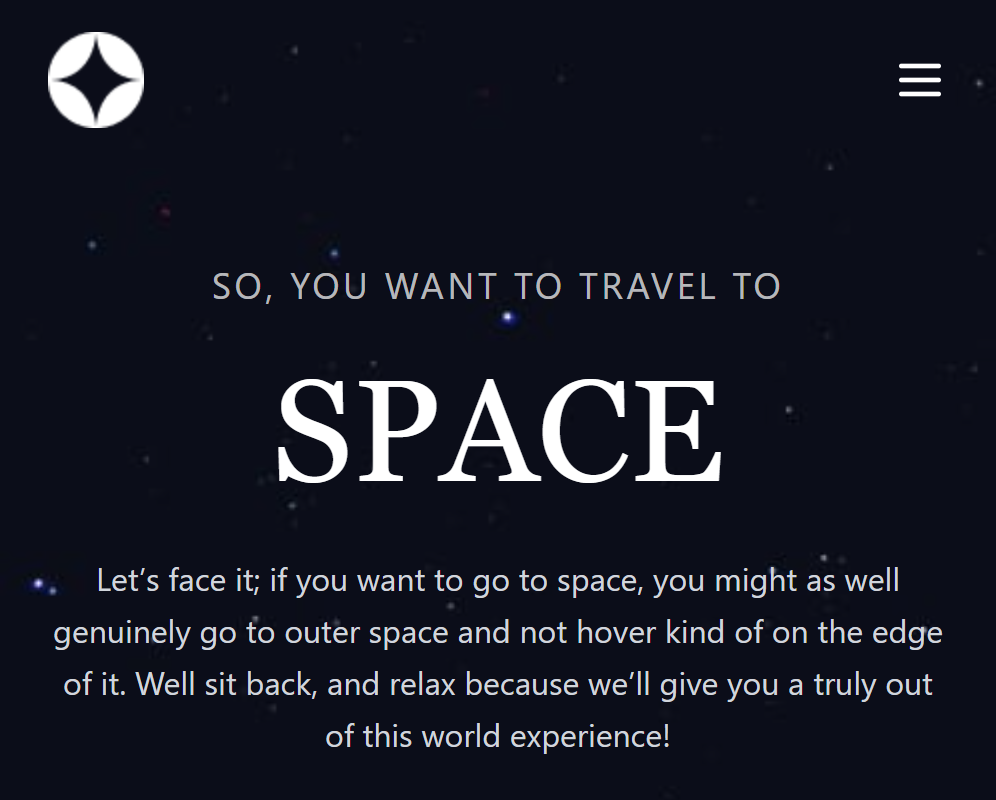 SO, YOU WANT TO TRAVEL TO
SPACE
Let’s face it; if you want to go to space, you might as well
genuinely go to outer space and not hover kind of on the edge
of it. Well sit back, and relax because we’ll give you a truly out
of this world experience!